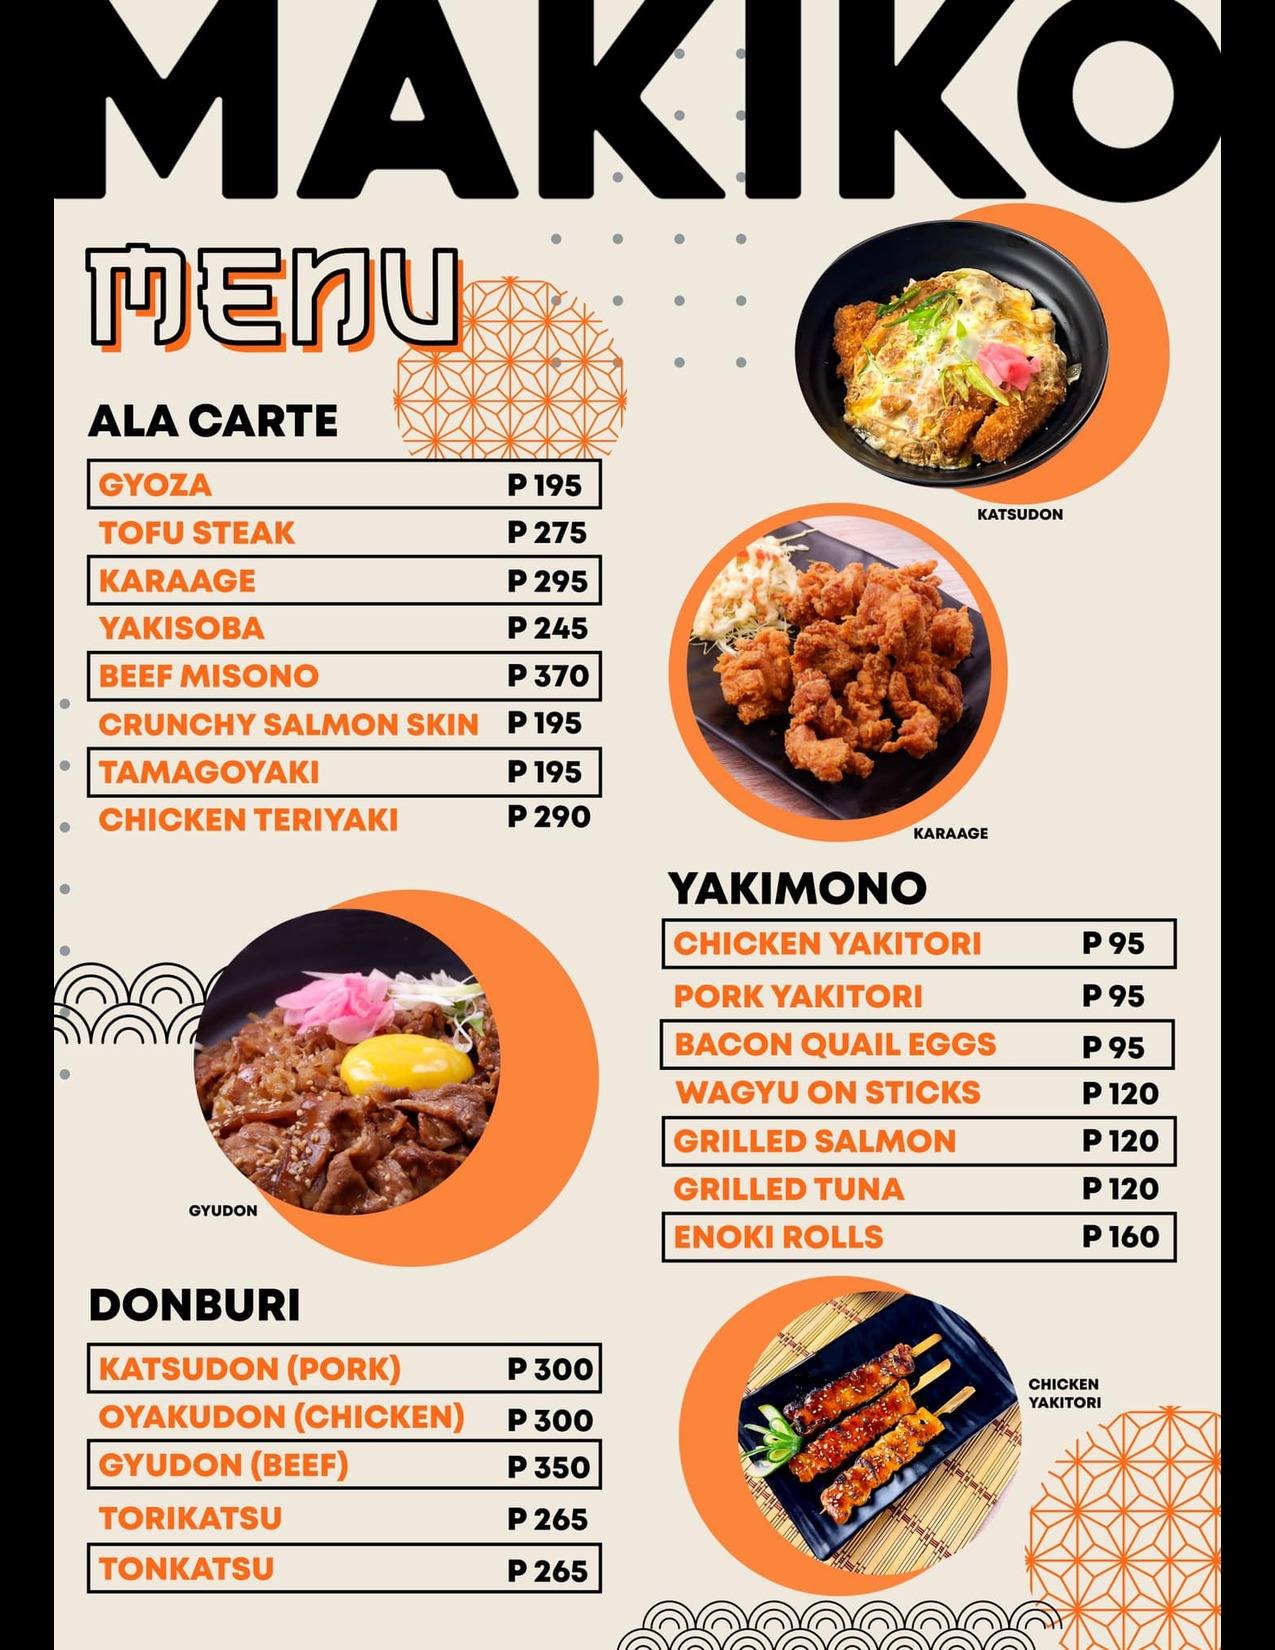 MAKIKO
MENU
ALA CARTE
GYOZA P 195
TOFU STEAK P 275
KARAAGE P 295
YAKISOBA P 245
BEEF MISONO P 370
CRUNCHY SALMON SKIN P 195
TAMAGOYAKI P 195
CHICKEN TERIYAKI P 290
KATSUDON
KARAAGE
GYUDON
YAKIMONO
CHICKEN YAKITORI P 95
PORK YAKITORI P 95
BACON QUAIL EGGS P 95
WAGYU ON STICKS P 120
GRILLED SALMON P 120
GRILLED TUNA P 120
ENOKI ROLLS P 160
DONBURI
KATSUDON (PORK) P 300
OYAKUDON (CHICKEN) P 300
GYUDON (BEEF) P 350
TORIKATSU P 265
TONKATSU P 265
CHICKEN
YAKITORI